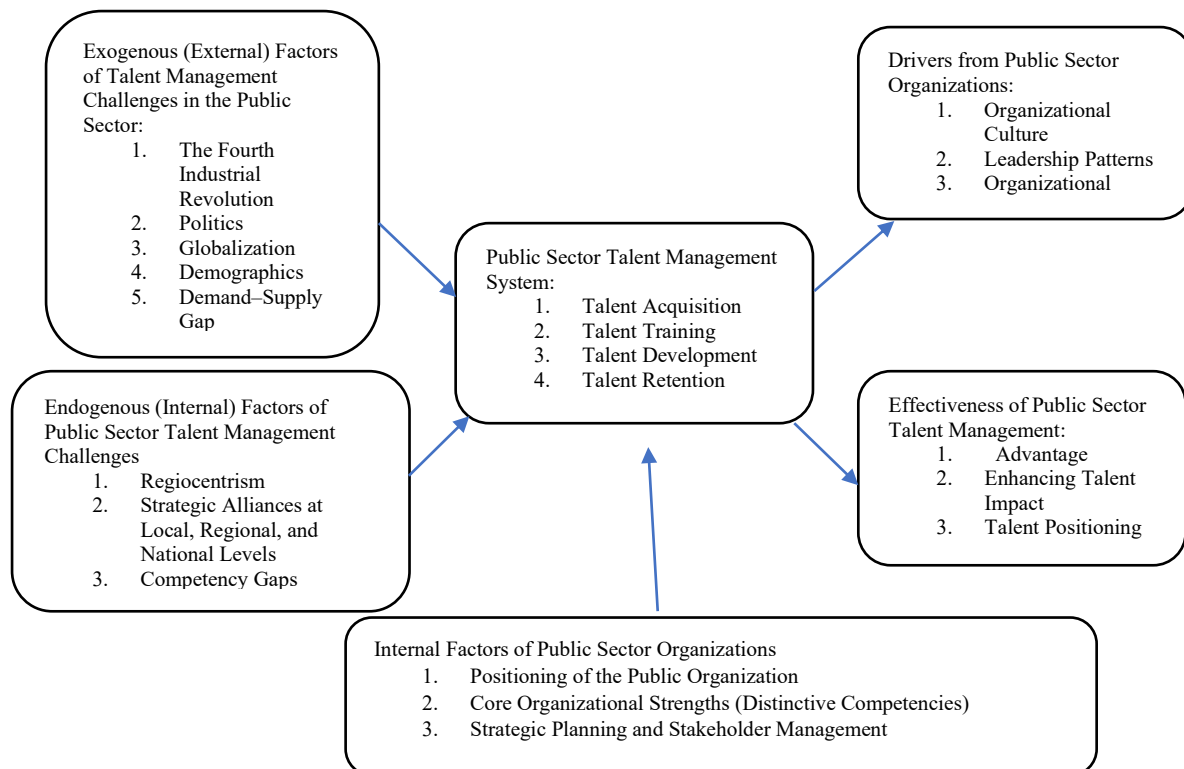 Exogenous (External) Factors
of Talent Management
Challenges in the Public
Sector:
1. The Fourth
Industrial
Revolution
2. Politics
3. Globalization
4. Demographics
5. Demand–Supply
Gap
Endogenous (Internal) Factors of
Public Sector Talent Management
Challenges
1. Regiocentrism
2. Strategic Alliances at
Local, Regional, and
National Levels
3. Competency Gaps
Public Sector Talent Management
System:
1. Talent Acquisition
2. Talent Training
3. Talent Development
4. Talent Retention
Drivers from Public Sector
Organizations:
1. Organizational
Culture
2. Leadership Patterns
3. Organizational
Effectiveness of Public Sector
Talent Management:
1. Advantage
2. Enhancing Talent
Impact
3. Talent Positioning
Internal Factors of Public Sector Organizations
1. Positioning of the Public Organization
2. Core Organizational Strengths (Distinctive Competencies)
3. Strategic Planning and Stakeholder Management